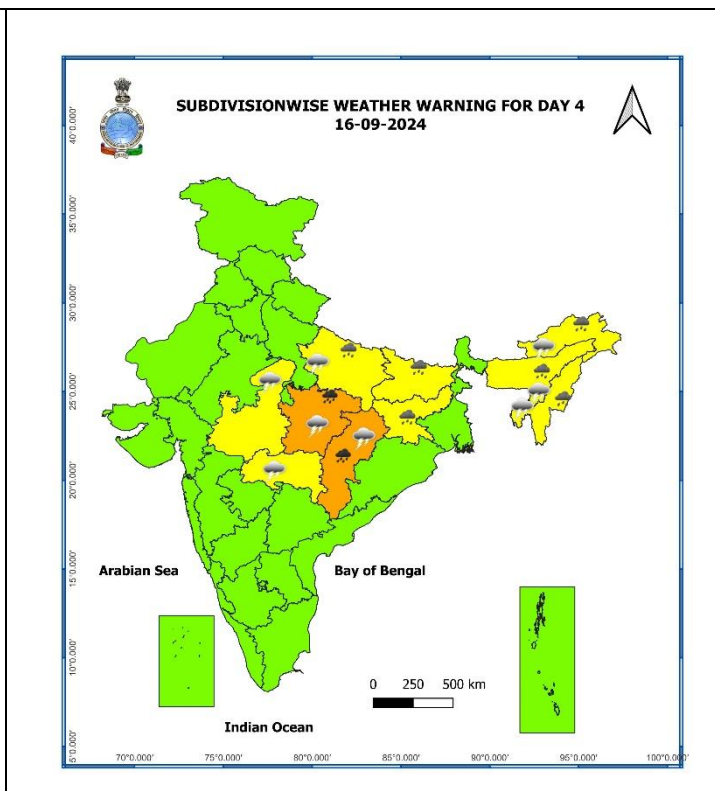 SUBDIVISIONWISE WEATHER WARNING FOR DAY 4
16-09-2024
40°0.000'
35°0.000'
30°0.000'
25°0.000'
20°0.000'
15°0.000'
10°0.000'
5°0.000'
Arabian Sea
Bay of Bengal
0 250 500 km
Indian Ocean
70°0.000' 75°0.000' 80°0.000' 85°0.000' 90°0.000' 95°0.000' 100°0.000'